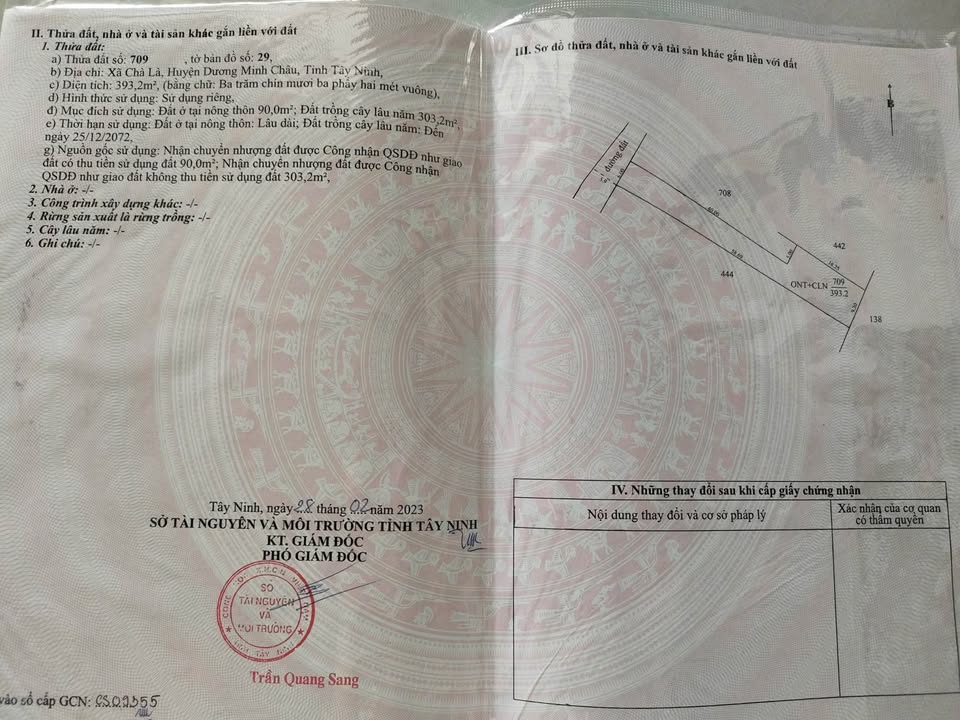 II. Thửa đất, nhà ở và tài sản khác gắn liền với đất
1. Thửa đất:
a) Thửa đất số: 709 , tờ bản đồ số: 29,
b) Địa chỉ: Xã Chà Là, Huyện Dương Minh Châu, Tỉnh Tây Ninh,
c) Diện tích: 393,2m², (bằng chữ: Ba trăm chín mươi ba phẩy hai mét vuông),
d) Hình thức sử dụng: Sử dụng riêng,
đ) Mục đích sử dụng: Đất ở tại nông thôn 90,0m²; Đất trồng cây lâu năm 303,2m²,
e) Thời hạn sử dụng: Đất ở tại nông thôn: Lâu dài; Đất trồng cây lâu năm: Đến
ngày 25/12/2072,
g) Nguồn gốc sử dụng: Nhận chuyển nhượng đất được Công nhận QSDĐ như giao
đất có thu tiền sử dụng đất 90,0m²; Nhận chuyển nhượng đất được Công nhận
QSDĐ như giao đất không thu tiền sử dụng đất 303,2m²,
2. Nhà ở: -/-
3. Công trình xây dựng khác: -/-
4. Rừng sản xuất là rừng trồng: -/-
5. Cây lâu năm: -/-
6. Ghi chú: -/-
Tây Ninh, ngày 28 tháng 02 năm 2023
SỞ TÀI NGUYÊN VÀ MÔI TRƯỜNG TỈNH TÂY NINH
KT. GIÁM ĐỐC
PHÓ GIÁM ĐỐC
SỞ
TÀI NGUYÊN
VÀ
MÔI TRƯỜNG
TỈNH TÂY NINH
Trần Quang Sang
vào sổ cấp GCN: CS02355
III. Sơ đồ thửa đất, nhà ở và tài sản khác gắn liền với đất
B
đường đất
708
60.00
442
444
ONT+CLN 709
393.2
138
IV. Những thay đổi sau khi cấp giấy chứng nhận
Nội dung thay đổi và cơ sở pháp lý
Xác nhận của cơ quan
có thẩm quyền